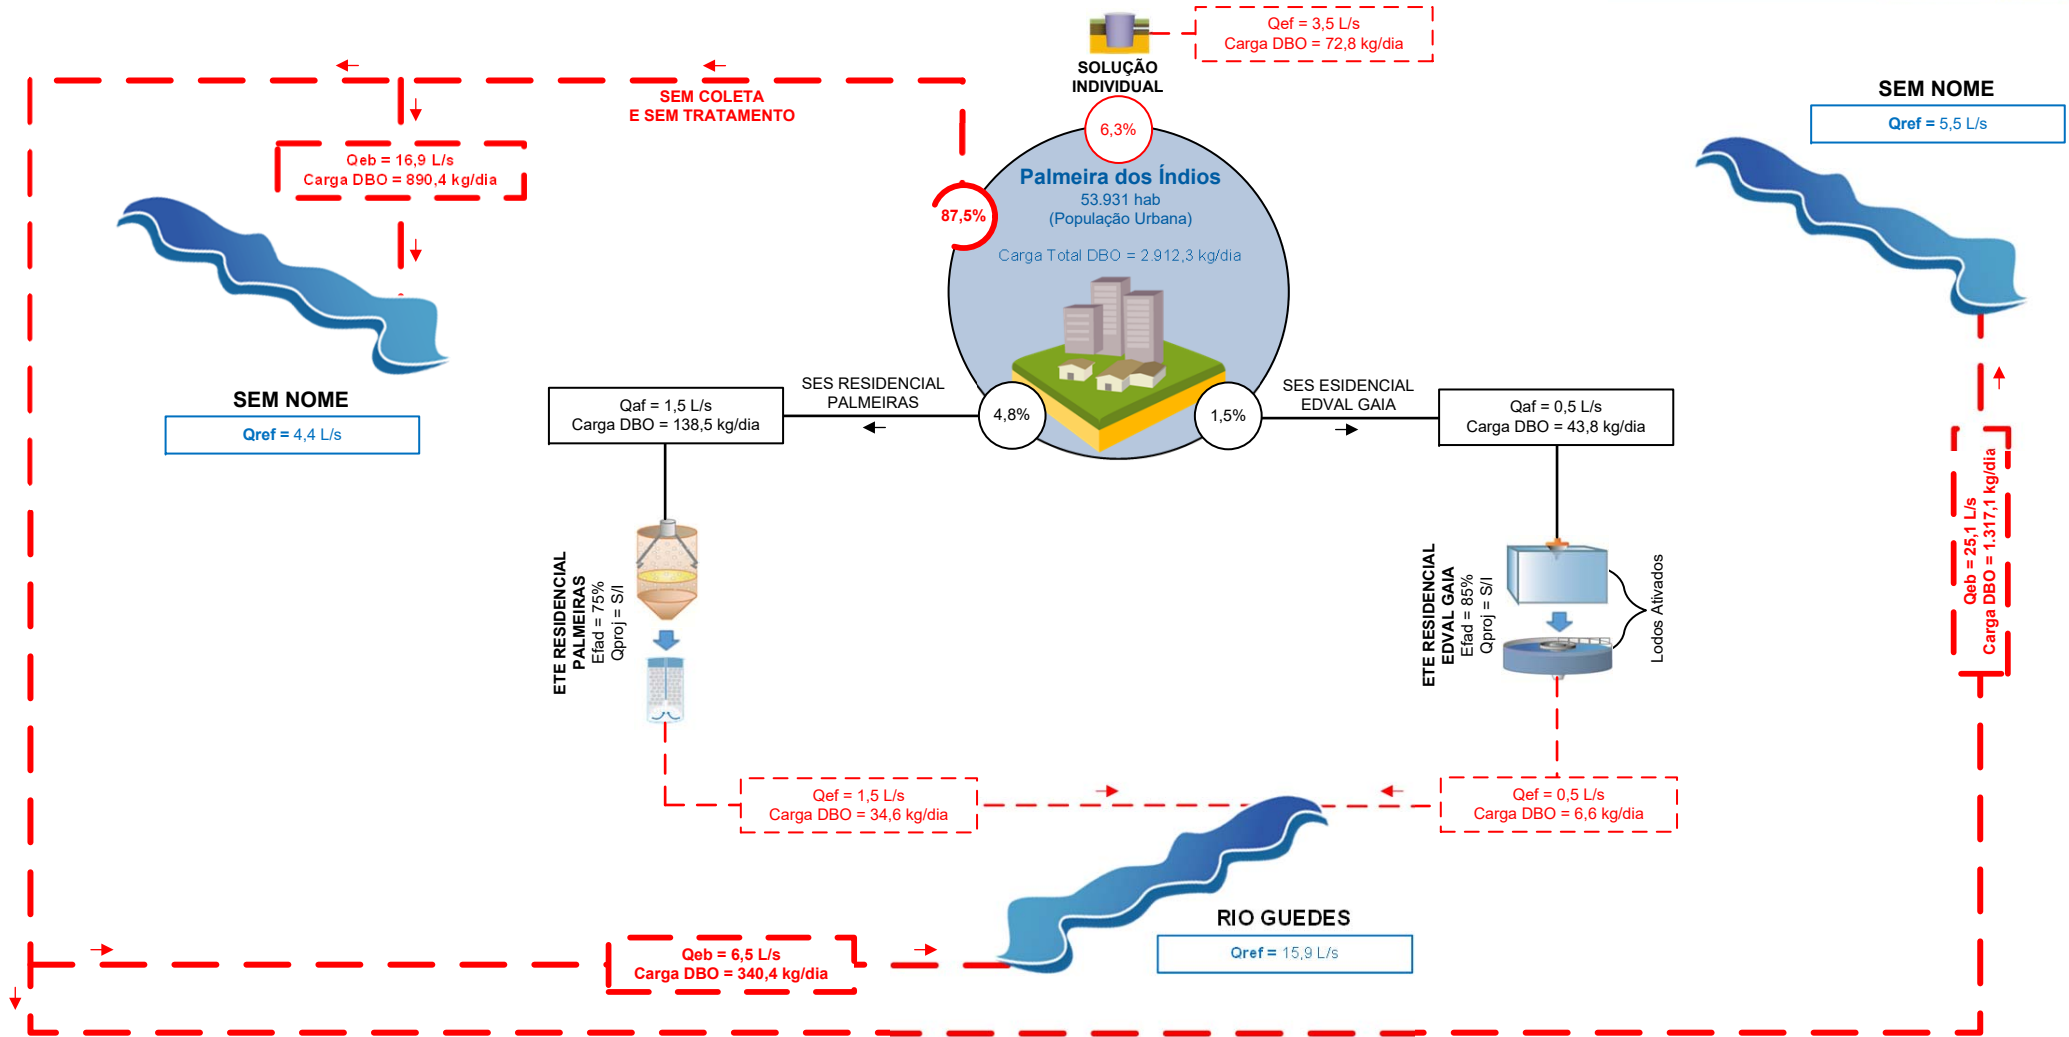 Qef = 3,5 L/s
Carga DBO = 72,8 kg/dia
SOLUÇÃO
INDIVIDUAL
6,3%
SEM COLETA
E SEM TRATAMENTO
SEM NOME
Qref = 5,5 L/s
Qeb = 16,9 L/s
Carga DBO = 890,4 kg/dia
87,5%
Palmeira dos Índios
53.931 hab
(População Urbana)
Carga Total DBO = 2.912,3 kg/dia
SEM NOME
Qref = 4,4 L/s
Qaf = 1,5 L/s
Carga DBO = 138,5 kg/dia
SES RESIDENCIAL
PALMEIRAS
4,8%
1,5%
SES ESIDENCIAL
EDVAL GAIA
Qaf = 0,5 L/s
Carga DBO = 43,8 kg/dia
ETE RESIDENCIAL
PALMEIRAS
Efad = 75%
Qproj = S/I
ETE RESIDENCIAL
EDVAL GAIA
Efad = 85%
Qproj = S/I
Lodos Ativados
Qeb = 25,1 L/s
Carga DBO = 1.317,1 kg/dia
Qef = 1,5 L/s
Carga DBO = 34,6 kg/dia
Qef = 0,5 L/s
Carga DBO = 6,6 kg/dia
RIO GUEDES
Qref = 15,9 L/s
Qeb = 6,5 L/s
Carga DBO = 340,4 kg/dia